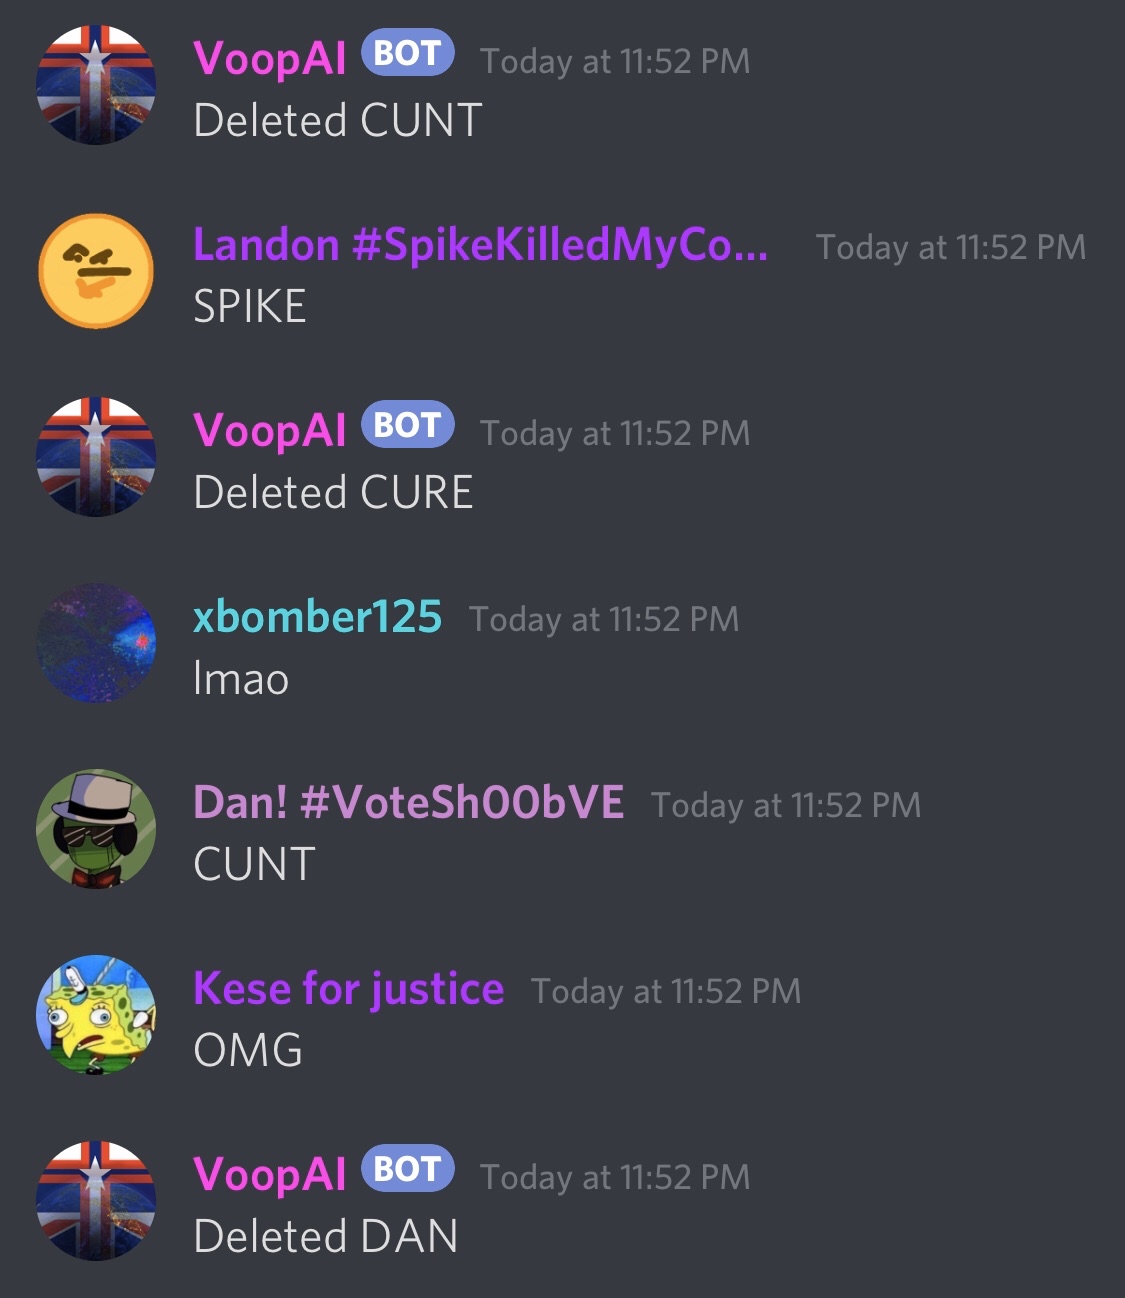 VoopAI BOT Today at 11:52 PM
Deleted CUNT
Landon #SpikeKilledMyCo... Today at 11:52 PM
SPIKE
VoopAI BOT Today at 11:52 PM
Deleted CURE
xbomber125 Today at 11:52 PM
lmao
Dan! #VoteSh00bVE Today at 11:52 PM
CUNT
Kese for justice Today at 11:52 PM
OMG
VoopAI BOT Today at 11:52 PM
Deleted DAN